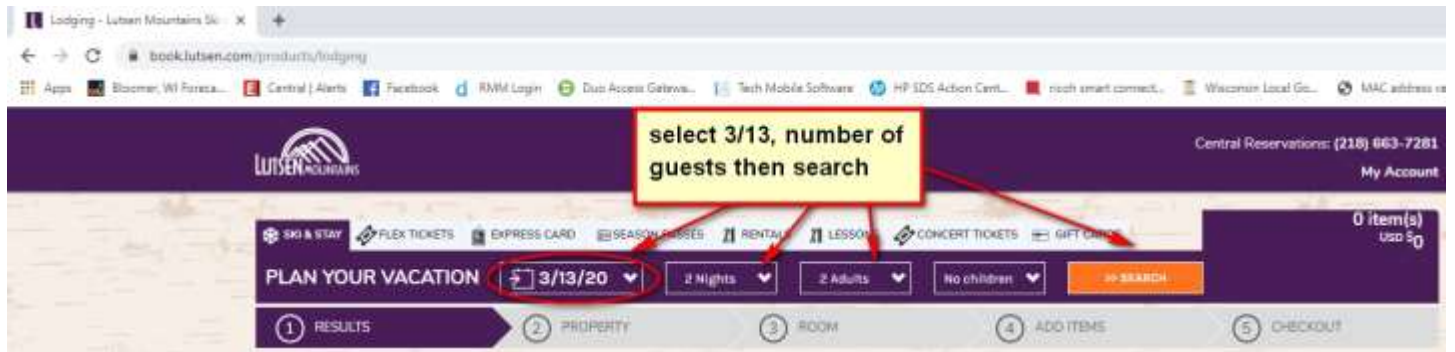 Lodging - Lutsen Mountains Ski
book.lutsen.com/products/lodging
Apps Bloomer, WI Foreca... Central | Alerts Facebook RMM Login Duo Access Gatewa... Tech Mobile Software HP SDS Action Cent... ricoh smart connect... Wisconsin Local Go... MAC address
select 3/13, number of
guests then search
LUTSEN MOUNTAINS
Central Reservations: (218) 663-7281
My Account
SKI & STAY FLEX TICKETS EXPRESS CARD SEASON PASSES RENTALS LESSONS CONCERT TICKETS GIFT CARDS
0 item(s)
USD $0
PLAN YOUR VACATION 3/13/20 2 Nights 2 Adults No children >> SEARCH
1 RESULTS 2 PROPERTY 3 ROOM 4 ADD ITEMS 5 CHECKOUT